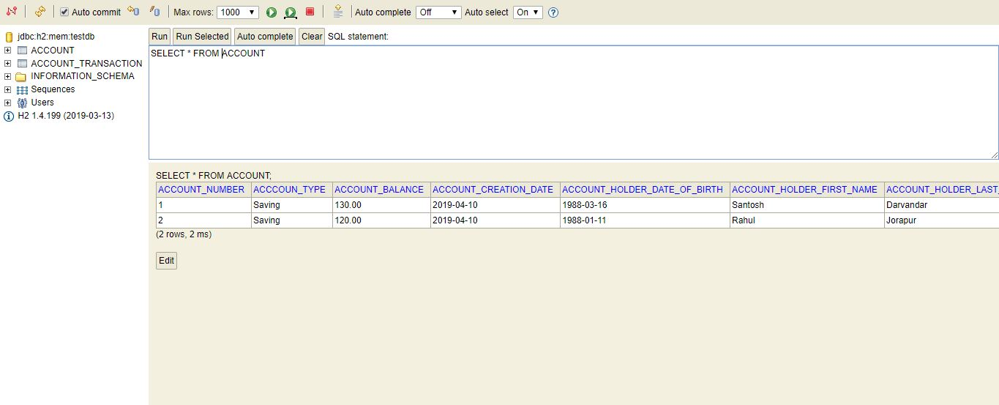 Auto commit Max rows: 1000 Auto complete Off Auto select On
jdbc:h2:mem:testdb
ACCOUNT
ACCOUNT_TRANSACTION
INFORMATION_SCHEMA
Sequences
Users
H2 1.4.199 (2019-03-13)
Run Run Selected Auto complete Clear SQL statement:
SELECT * FROM ACCOUNT
SELECT * FROM ACCOUNT;
ACCOUNT_NUMBER ACCCOUN_TYPE ACCOUNT_BALANCE ACCOUNT_CREATION_DATE ACCOUNT_HOLDER_DATE_OF_BIRTH ACCOUNT_HOLDER_FIRST_NAME ACCOUNT_HOLDER_LAST_
1 Saving 130.00 2019-04-10 1988-03-16 Santosh Darvandar
2 Saving 120.00 2019-04-10 1988-01-11 Rahul Jorapur
(2 rows, 2 ms)
Edit